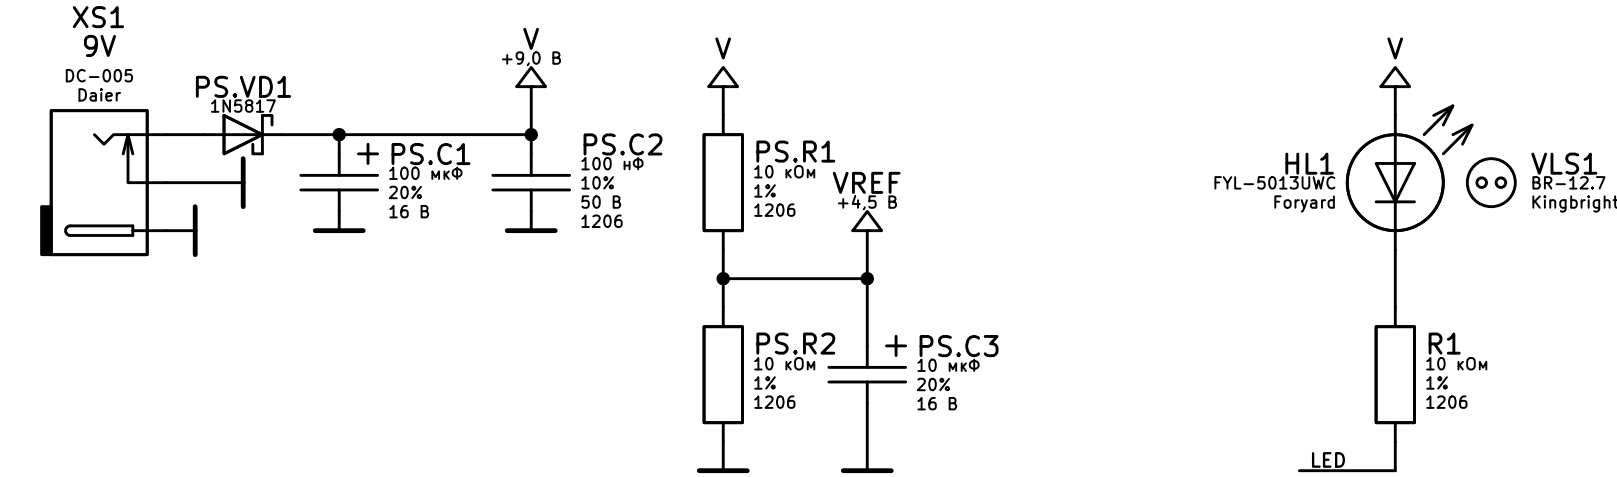 XS1
9V
DC-005
Daier
PS.VD1
1N5817
+ PS.C1
100 мкФ
20%
16 В
V
+9,0 В
PS.C2
100 нФ
10%
50 В
1206
V
PS.R1
10 кОм
1%
1206
VREF
+4,5 В
PS.R2
10 кОм
1%
1206
+ PS.C3
10 мкФ
20%
16 В
V
HL1
FYL-5013UWC
Foryard
VLS1
BR-12.7
Kingbright
R1
10 кОм
1%
1206
LED